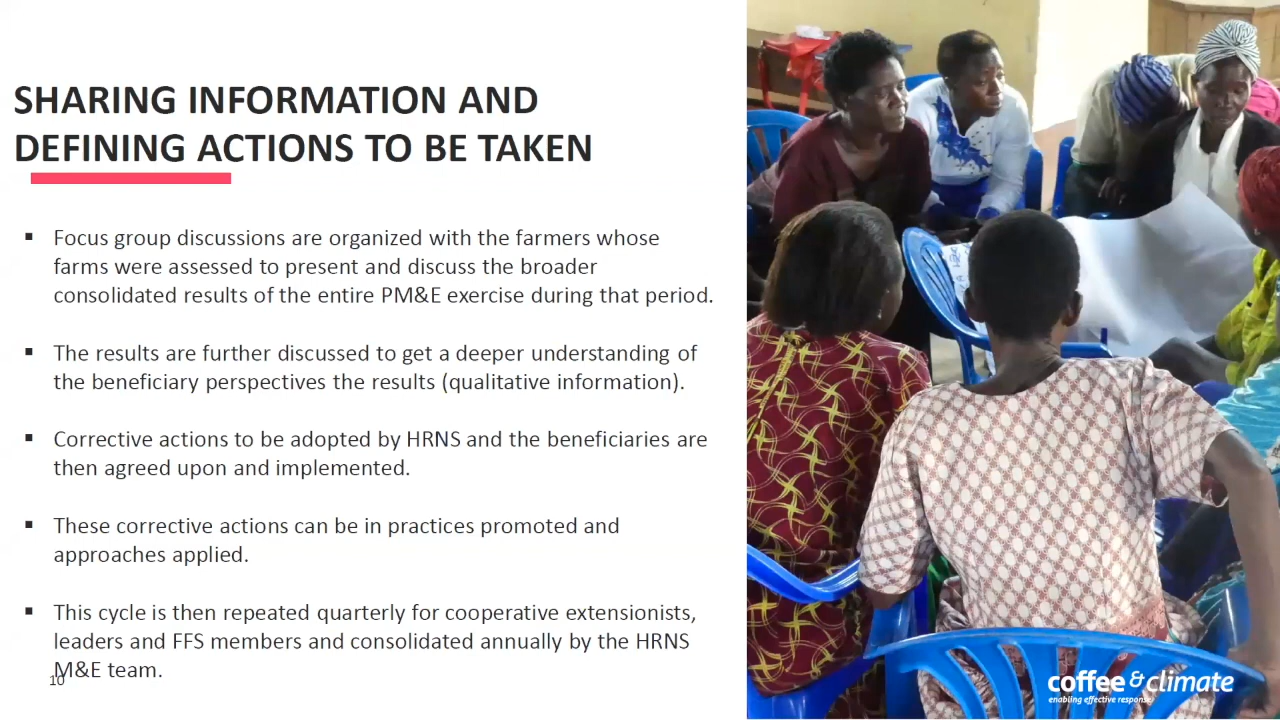 SHARING INFORMATION AND
DEFINING ACTIONS TO BE TAKEN
▪ Focus group discussions are organized with the farmers whose
farms were assessed to present and discuss the broader
consolidated results of the entire PM&E exercise during that period.
▪ The results are further discussed to get a deeper understanding of
the beneficiary perspectives the results (qualitative information).
▪ Corrective actions to be adopted by HRNS and the beneficiaries are
then agreed upon and implemented.
▪ These corrective actions can be in practices promoted and
approaches applied.
▪ This cycle is then repeated quarterly for cooperative extensionists,
leaders and FFS members and consolidated annually by the HRNS
M&E team.
10
coffee & climate
enabling effective response